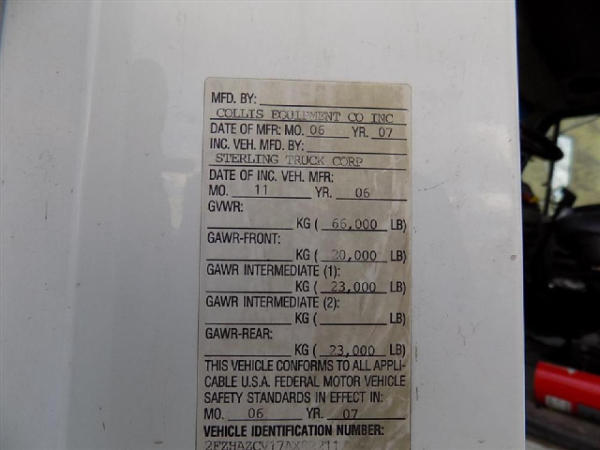 MFD. BY:
COLLIS EQUIPMENT CO INC
DATE OF MFR: MO. 06 YR. 07
INC. VEH. MFD. BY:
STERLING TRUCK CORP
DATE OF INC. VEH. MFR:
MO. 11 YR. 06
GVWR:
KG ( 66,000 LB)
GAWR-FRONT:
KG ( 20,000 LB)
GAWR INTERMEDIATE (1):
KG ( 23,000 LB)
GAWR INTERMEDIATE (2):
KG ( LB)
GAWR-REAR:
KG ( 23,000 LB)
THIS VEHICLE CONFORMS TO ALL APPLI-
CABLE U.S.A. FEDERAL MOTOR VEHICLE
SAFETY STANDARDS IN EFFECT IN:
MO. 06 YR. 07
VEHICLE IDENTIFICATION NUMBER: